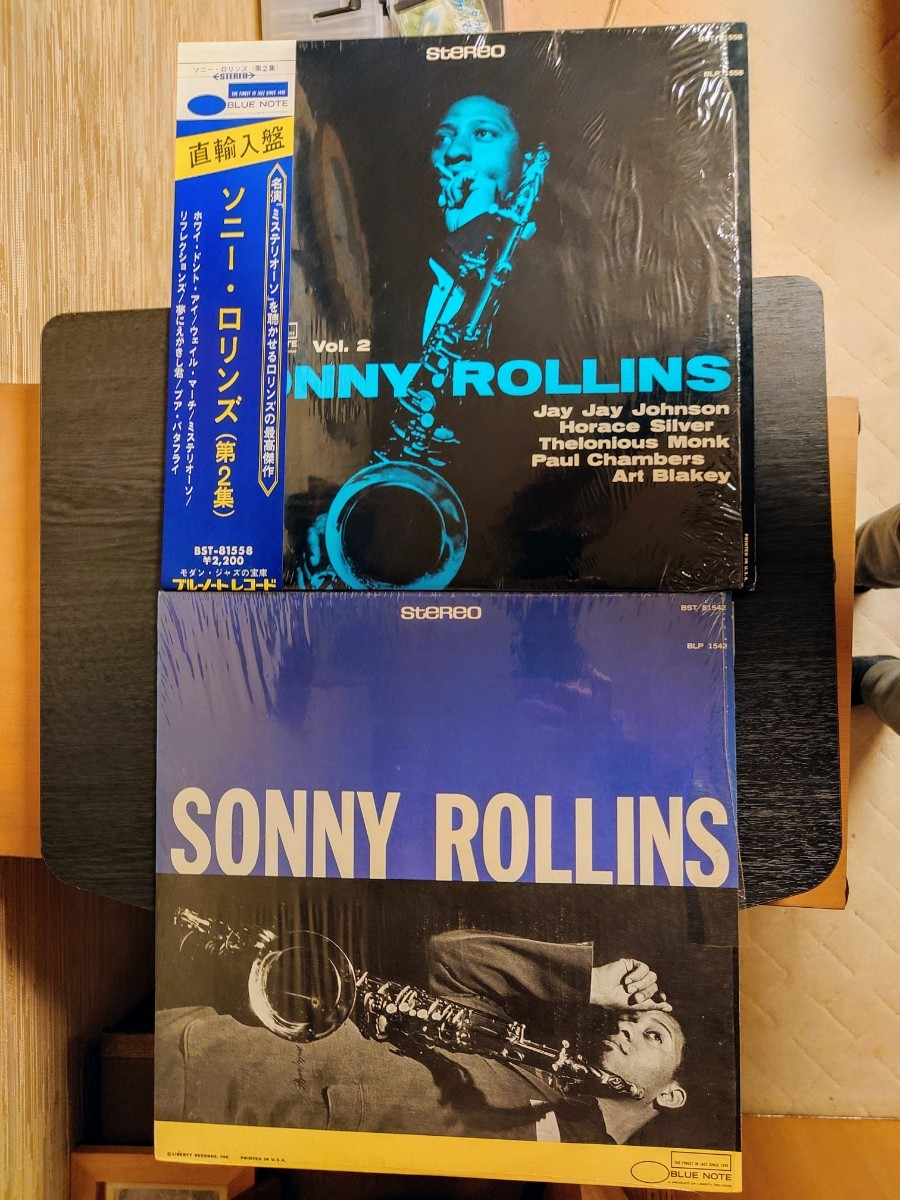 ソニー・ロリンズ (第2集)
STEREO
THE FINEST IN JAZZ SINCE 1939
BLUE NOTE
直輸入盤
名演「ミステリオーソ」を聴かせるロリンズの最高傑作
ソニー・ロリンズ(第2集)
ホワイ・ドント・アイ/ウェイル・マーチ/ミステリオーソ/
リフレクションズ/夢にえがきし君/プア・バタフライ
BST-81558
¥2,200
モダン・ジャズの宝庫
ブルーノートレコード
stereo
BST 81558
BLP 1558
Vol. 2
ONNY ROLLINS
Jay Jay Johnson
Horace Silver
Thelonious Monk
Paul Chambers
Art Blakey
PRINTED IN U.S.A.
stereo
BST 81542
BLP 1542
SONNY ROLLINS
©LIBERTY RECORDS, INC. PRINTED IN U.S.A.
THE FINEST IN JAZZ SINCE 1939
BLUE NOTE
A PRODUCT OF LIBERTY RECORDS